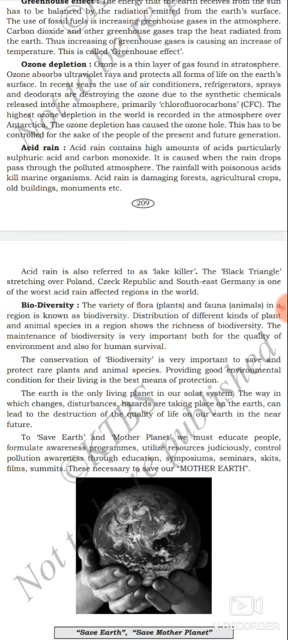 Greenhouse effect : The energy that the earth receives from the sun
has to be balanced by the radiation emitted from the earth's surface.
The use of fossil fuels is increasing greenhouse gases in the atmosphere.
Carbon dioxide and other greenhouse gases trap the heat radiated from
the earth. Thus increasing of greenhouse gases is causing an increase of
temperature. This is called 'Greenhouse effect'.
Ozone depletion : Ozone is a thin layer of gas found in stratosphere.
Ozone absorbs ultraviolet rays and protects all forms of life on the earth's
surface. In recent years the use of air conditioners, refrigerators, sprays
and deodorants are destroying the ozone due to the synthetic chemicals
released into the atmosphere, primarily 'chlorofluorocarbons' (CFC). The
highest ozone depletion in the world is recorded in the atmosphere over
Antarctica. The ozone depletion has caused the ozone hole. This has to be
controlled for the sake of the people of the present and future generation.
Acid rain : Acid rain contains high amounts of acids particularly
sulphuric acid and carbon monoxide. It is caused when the rain drops
pass through the polluted atmosphere. The rainfall with poisonous acids
kill marine organisms. Acid rain is damaging forests, agricultural crops,
old buildings, monuments etc.
209
Acid rain is also referred to as 'lake killer'. The 'Black Triangle'
stretching over Poland, Czeck Republic and South-east Germany is one
of the worst acid rain affected regions in the world.
Bio-Diversity : The variety of flora (plants) and fauna (animals) in a
region is known as biodiversity. Distribution of different kinds of plant
and animal species in a region shows the richness of biodiversity. The
maintenance of biodiversity is very important both for the quality of
environment and also for human survival.
The conservation of 'Biodiversity' is very important to save and
protect rare plants and animal species. Providing good environmental
condition for their living is the best means of protection.
The earth is the only living planet in our solar system. The way in
which changes, disturbances, hazards are taking place on the earth, can
lead to the destruction of the quality of life on our earth in the near
future.
To 'Save Earth' and Mother Planet' we must educate people,
formulate awareness programmes, utilize resources judiciously, control
pollution awareness through education, symposiums, seminars, skits,
films, summits. These necessary to save our "MOTHER EARTH".
©KTBS
Not to be republished
"Save Earth", "Save Mother Planet"
RECORDER